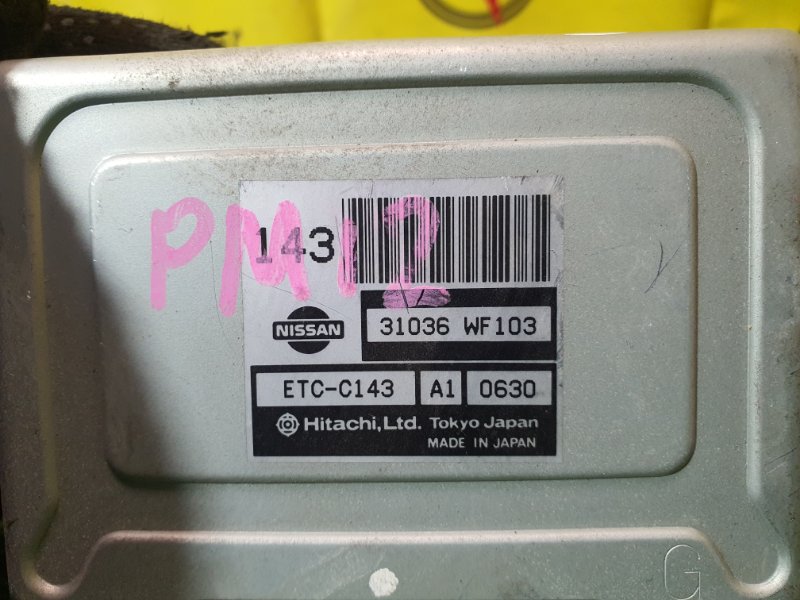 PM12
143
NISSAN
31036 WF103
ETC-C143 A1 0630
Hitachi, Ltd. Tokyo Japan
MADE IN JAPAN
G